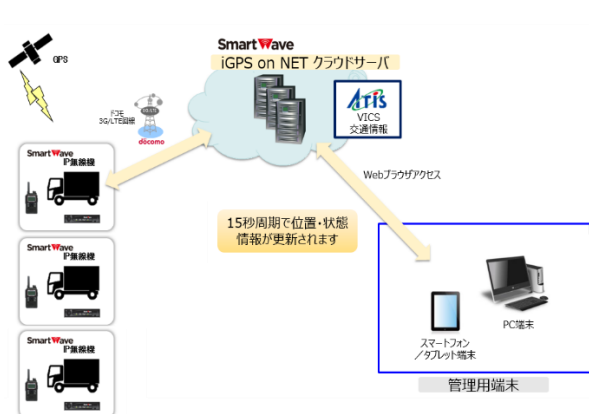 GPS
SmartWave
iGPS on NET クラウドサーバ
ATiS
VICS
交通情報
ドコモ
3G/LTE回線
döcomo
Webブラウザアクセス
SmartWave
IP無線機
SmartWave
IP無線機
SmartWave
IP無線機
15秒周期で位置・状態
情報が更新されます
PC端末
スマートフォン
/タブレット端末
管理用端末